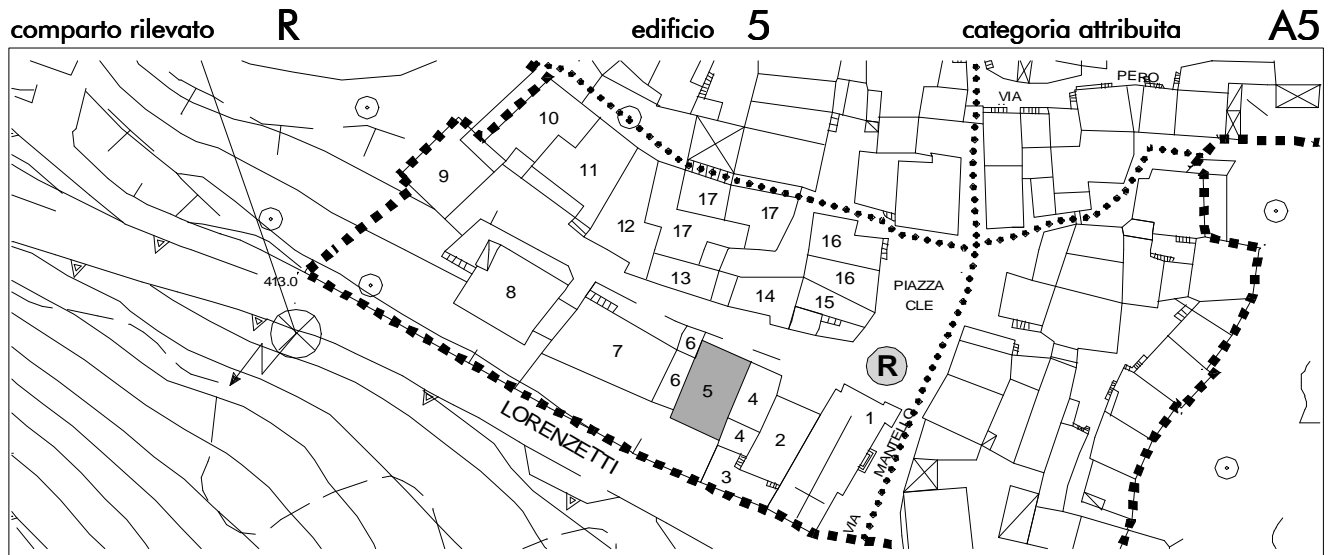 comparto rilevato R edificio 5 categoria attribuita A5
PERO
VIA
10
9
11
17
17
12
17
16
13
16
413.0
8
14
15
PIAZZA
CLE
7
6
R
6
5
4
1
LORENZETTI
4
2
MANTELLO
3
VIA